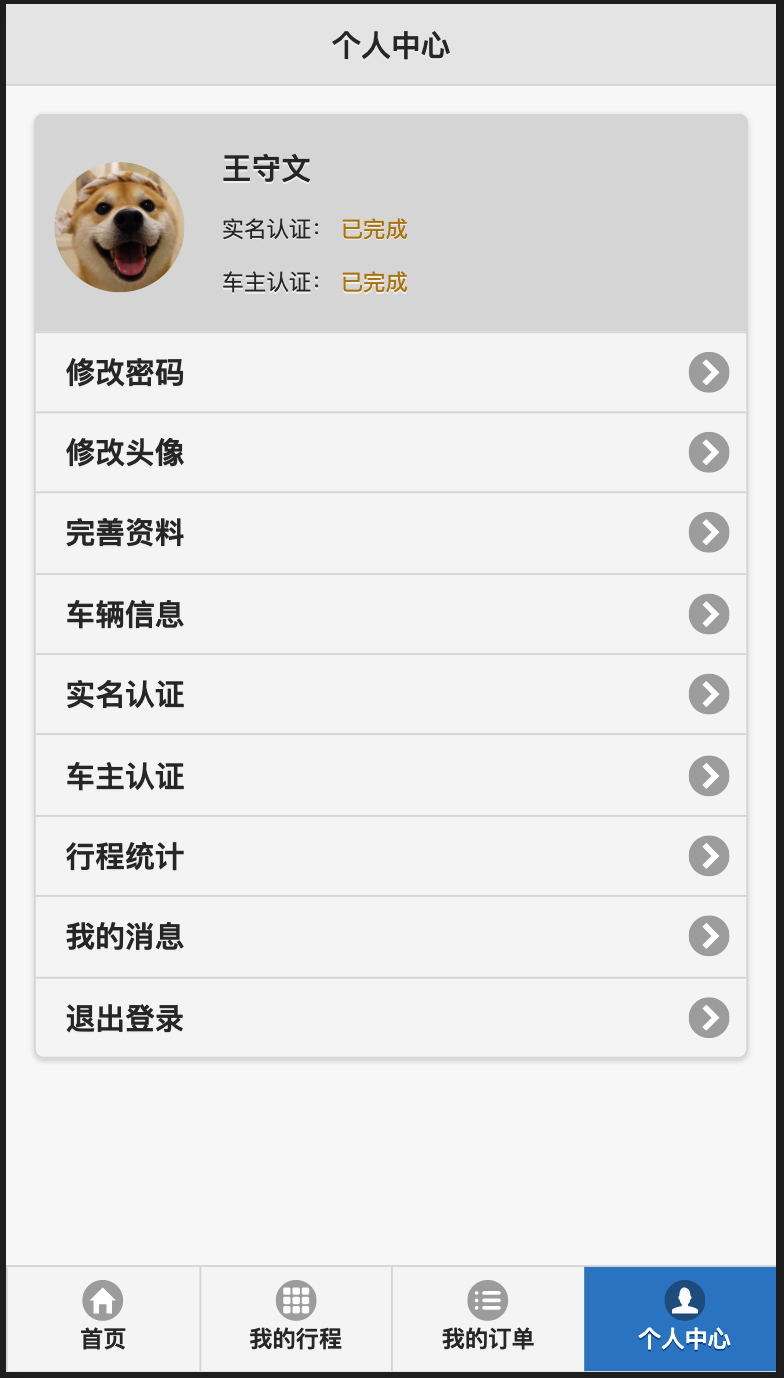 个人中心
王守文
实名认证： 已完成
车主认证： 已完成
修改密码
修改头像
完善资料
车辆信息
实名认证
车主认证
行程统计
我的消息
退出登录
首页 我的行程 我的订单 个人中心